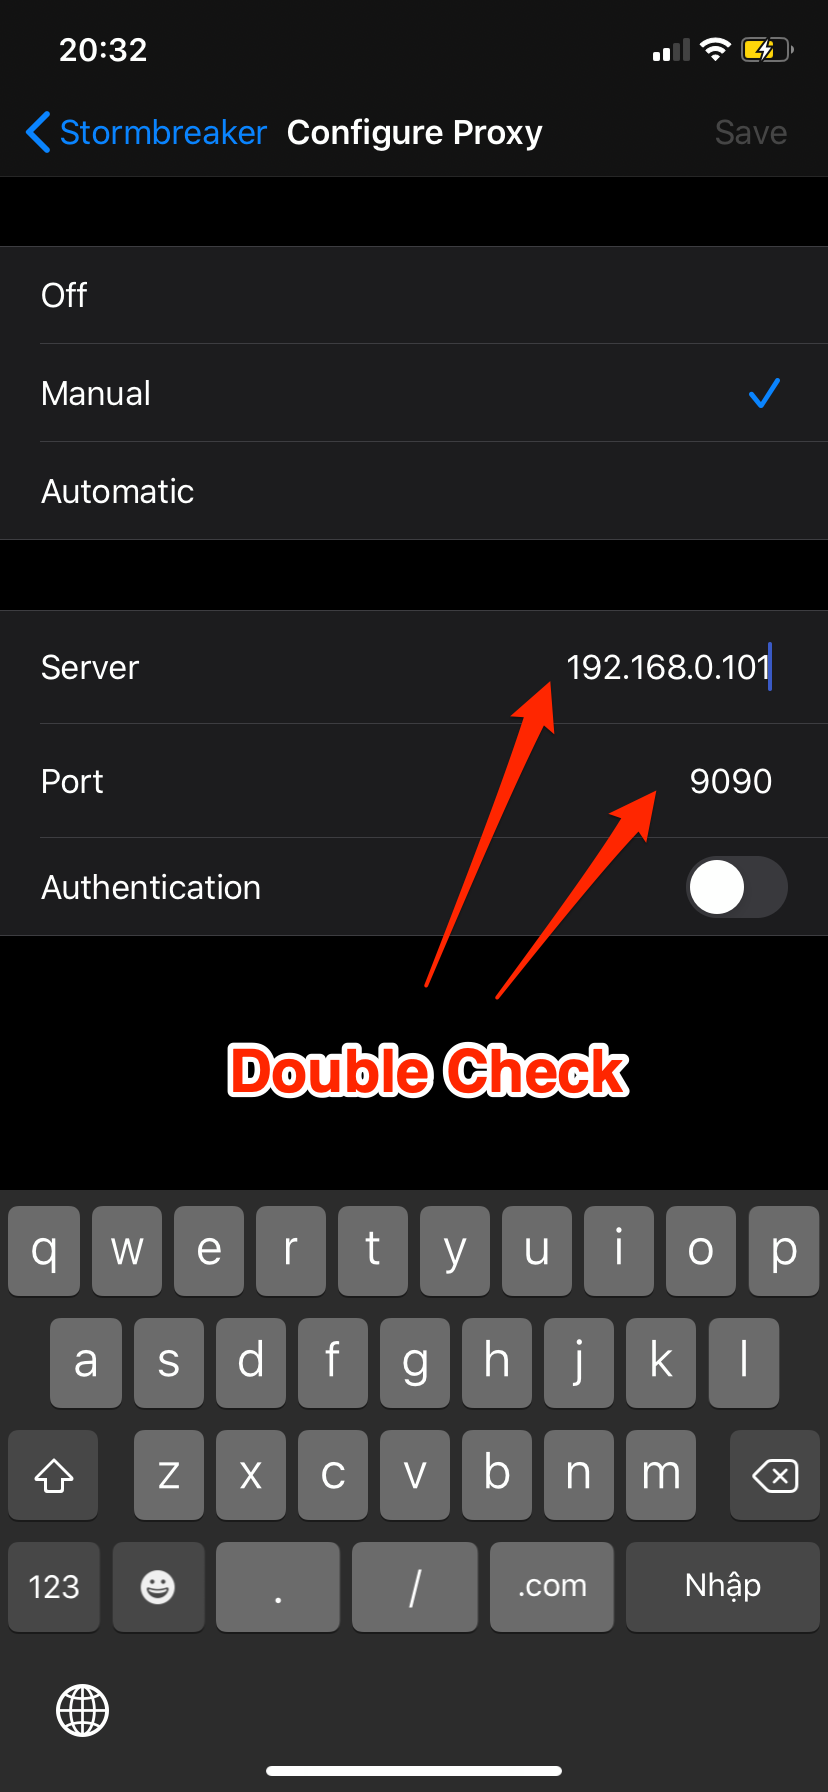 20:32
Stormbreaker Configure Proxy Save
Off
Manual
Automatic
Server 192.168.0.101
Port 9090
Authentication
Double Check
q w e r t y u i o p
a s d f g h j k l
z x c v b n m
123 . / .com Nhập